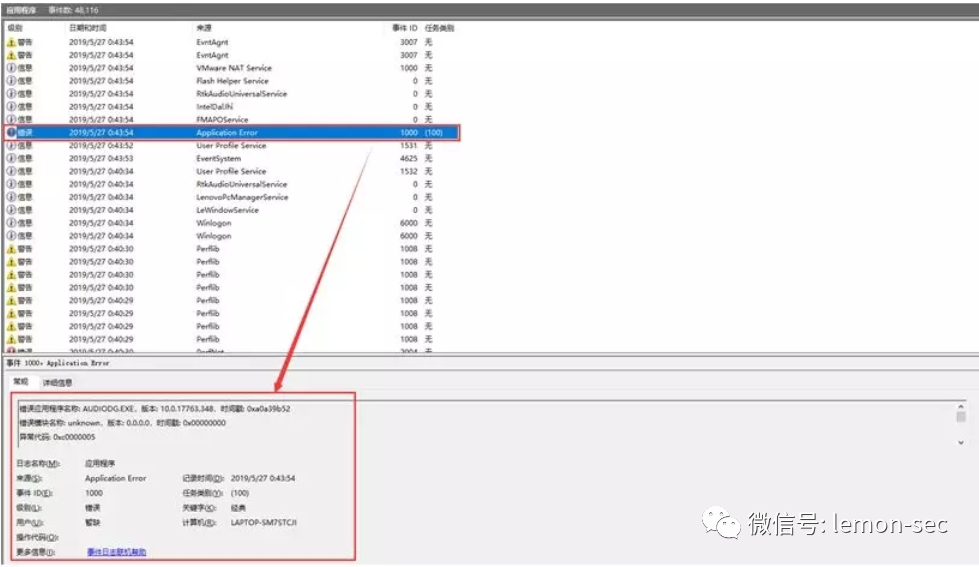 应用程序 事件数: 48,116
级别 日期和时间 来源 事件 ID 任务类别
警告 2019/5/27 0:43:54 EvntAgnt 3007 无
警告 2019/5/27 0:43:54 EvntAgnt 3007 无
信息 2019/5/27 0:43:54 VMware NAT Service 1000 无
信息 2019/5/27 0:43:54 Flash Helper Service 0 无
信息 2019/5/27 0:43:54 RtkAudioUniversalService 0 无
信息 2019/5/27 0:43:54 IntelDalJhi 0 无
信息 2019/5/27 0:43:54 FMAPOService 0 无
错误 2019/5/27 0:43:54 Application Error 1000 (100)
信息 2019/5/27 0:43:52 User Profile Service 1531 无
信息 2019/5/27 0:43:53 EventSystem 4625 无
信息 2019/5/27 0:40:34 User Profile Service 1532 无
信息 2019/5/27 0:40:34 RtkAudioUniversalService 0 无
信息 2019/5/27 0:40:34 LenovoPcManagerService 0 无
信息 2019/5/27 0:40:34 LeWindowService 0 无
信息 2019/5/27 0:40:34 Winlogon 6000 无
信息 2019/5/27 0:40:34 Winlogon 6000 无
警告 2019/5/27 0:40:30 Perflib 1008 无
警告 2019/5/27 0:40:30 Perflib 1008 无
警告 2019/5/27 0:40:30 Perflib 1008 无
警告 2019/5/27 0:40:30 Perflib 1008 无
警告 2019/5/27 0:40:29 Perflib 1008 无
警告 2019/5/27 0:40:29 Perflib 1008 无
警告 2019/5/27 0:40:29 Perflib 1008 无
警告 2019/5/27 0:40:29 Perflib 1008 无
事件 1000, Application Error
常规 详细信息
错误应用程序名称: AUDIODG.EXE, 版本: 10.0.17763.348, 时间戳: 0xa0a39b52
错误模块名称: unknown, 版本: 0.0.0.0, 时间戳: 0x00000000
异常代码: 0xc0000005
日志名称(M): 应用程序
来源(S): Application Error 记录时间(D): 2019/5/27 0:43:54
事件 ID(E): 1000 任务类别(Y): (100)
级别(L): 错误 关键字(K): 经典
用户(U): 暂缺 计算机(R): LAPTOP-SM7STCJI
操作代码(O):
更多信息(I): 事件日志联机帮助
微信号: lemon-sec